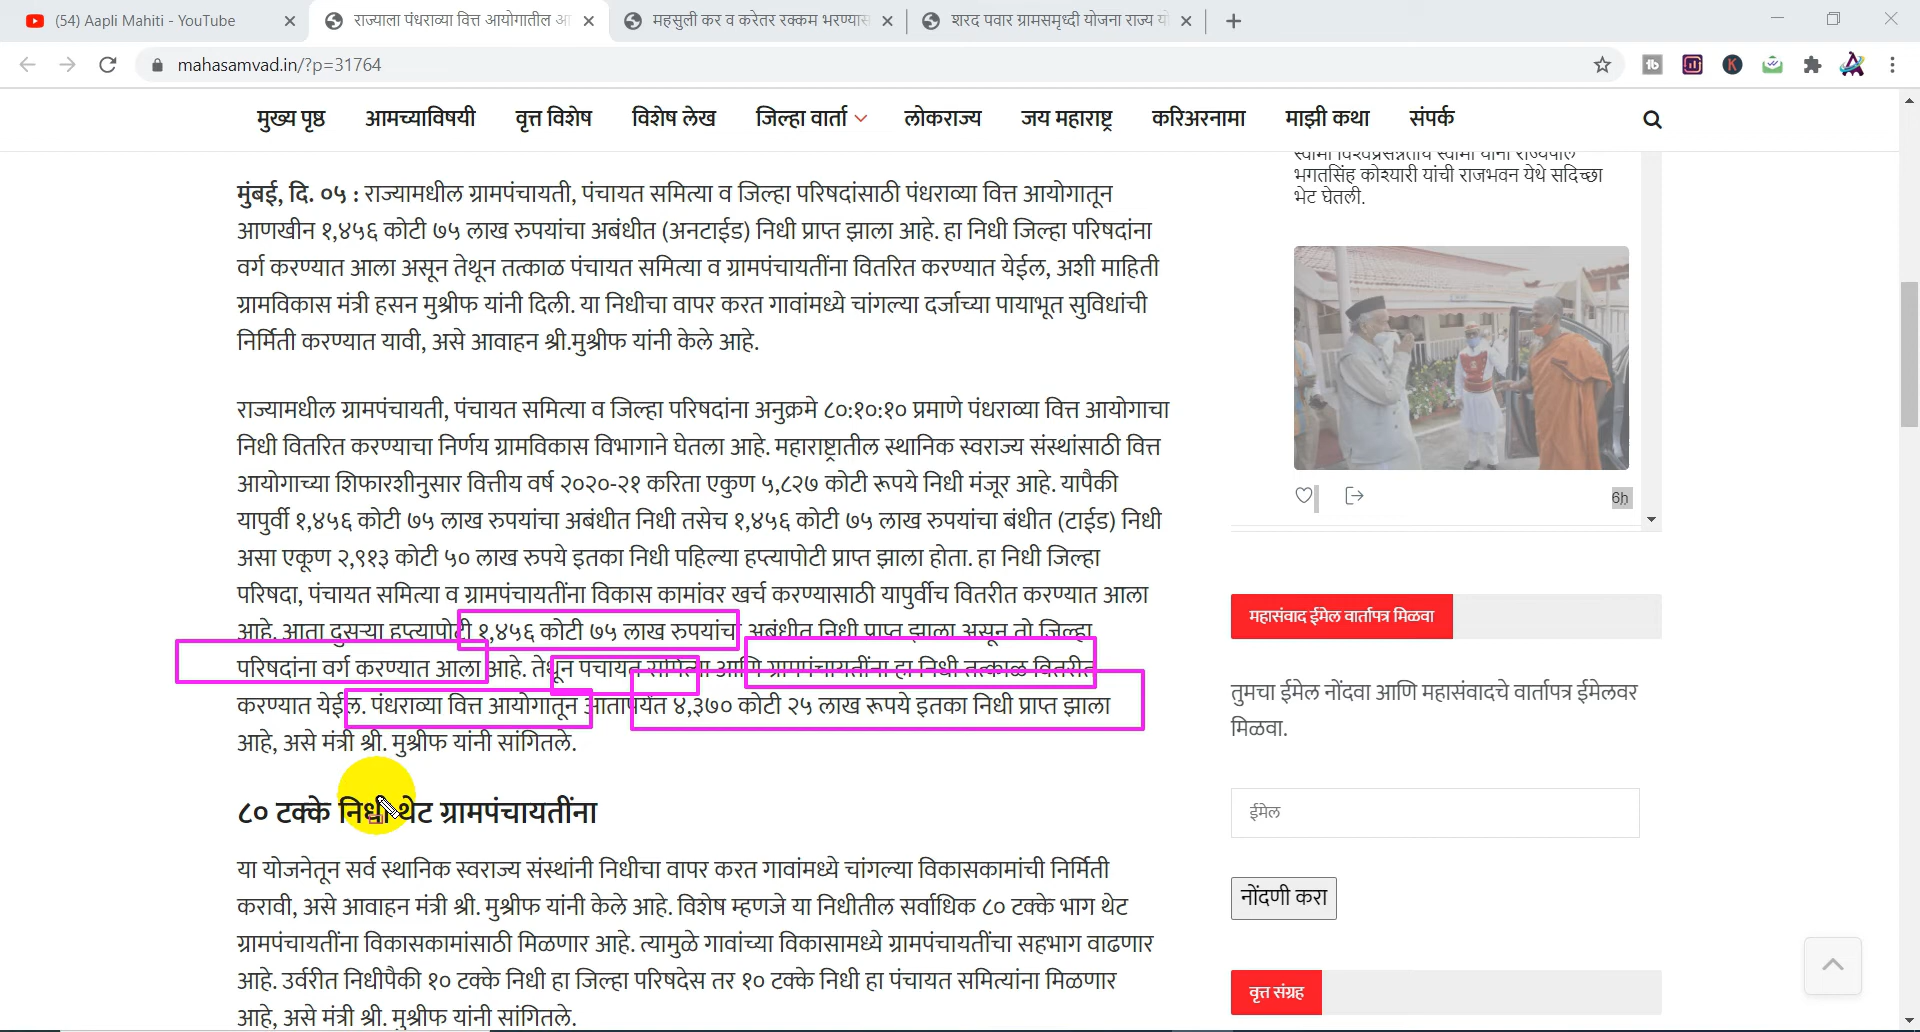 (54) Aapli Mahiti - YouTube
राज्याला पंधराव्या वित्त आयोगातील
महसुली कर व करेतर रक्कम भरण्यास
शरद पवार ग्रामसमृध्दी योजना राज्य
mahasamvad.in/?p=31764
मुख्य पृष्ठ आमच्याविषयी वृत्त विशेष विशेष लेख जिल्हा वार्ता लोकराज्य जय महाराष्ट्र करिअरनामा माझी कथा संपर्क
मुंबई, दि. ०५ : राज्यामधील ग्रामपंचायती, पंचायत समित्या व जिल्हा परिषदांसाठी पंधराव्या वित्त आयोगातून
आणखीन १,४५६ कोटी ७५ लाख रुपयांचा अबंधीत (अनटाईड) निधी प्राप्त झाला आहे. हा निधी जिल्हा परिषदांना
वर्ग करण्यात आला असून तेथून तत्काळ पंचायत समित्या व ग्रामपंचायतींना वितरित करण्यात येईल, अशी माहिती
ग्रामविकास मंत्री हसन मुश्रीफ यांनी दिली. या निधीचा वापर करत गावांमध्ये चांगल्या दर्जाच्या पायाभूत सुविधांची
निर्मिती करण्यात यावी, असे आवाहन श्री.मुश्रीफ यांनी केले आहे.
राज्यामधील ग्रामपंचायती, पंचायत समित्या व जिल्हा परिषदांना अनुक्रमे ८०:१०:१० प्रमाणे पंधराव्या वित्त आयोगाचा
निधी वितरित करण्याचा निर्णय ग्रामविकास विभागाने घेतला आहे. महाराष्ट्रातील स्थानिक स्वराज्य संस्थांसाठी वित्त
आयोगाच्या शिफारशीनुसार वित्तीय वर्ष २०२०-२१ करिता एकुण ५,८२७ कोटी रूपये निधी मंजूर आहे. यापैकी
यापुर्वी १,४५६ कोटी ७५ लाख रुपयांचा अबंधीत निधी तसेच १,४५६ कोटी ७५ लाख रुपयांचा बंधीत (टाईड) निधी
असा एकूण २,९१३ कोटी ५० लाख रुपये इतका निधी पहिल्या हप्त्यापोटी प्राप्त झाला होता. हा निधी जिल्हा
परिषदा, पंचायत समित्या व ग्रामपंचायतींना विकास कामांवर खर्च करण्यासाठी यापुर्वीच वितरीत करण्यात आला
आहे. आता दुसऱ्या हप्त्यापोटी १,४५६ कोटी ७५ लाख रुपयांचा अबंधीत निधी प्राप्त झाला असून तो जिल्हा
परिषदांना वर्ग करण्यात आला आहे. तेथून पंचायत समित्या आणि ग्रामपंचायतींना हा निधी तत्काळ वितरीत
करण्यात येईल. पंधराव्या वित्त आयोगातून आतापर्यंत ४,३७० कोटी २५ लाख रूपये इतका निधी प्राप्त झाला
आहे, असे मंत्री श्री. मुश्रीफ यांनी सांगितले.
८० टक्के निधी थेट ग्रामपंचायतींना
या योजनेतून सर्व स्थानिक स्वराज्य संस्थांनी निधीचा वापर करत गावांमध्ये चांगल्या विकासकामांची निर्मिती
करावी, असे आवाहन मंत्री श्री. मुश्रीफ यांनी केले आहे. विशेष म्हणजे या निधीतील सर्वाधिक ८० टक्के भाग थेट
ग्रामपंचायतींना विकासकामांसाठी मिळणार आहे. त्यामुळे गावांच्या विकासामध्ये ग्रामपंचायतींचा सहभाग वाढणार
आहे. उर्वरीत निधीपैकी १० टक्के निधी हा जिल्हा परिषदेस तर १० टक्के निधी हा पंचायत समित्यांना मिळणार
आहे, असे मंत्री श्री. मुश्रीफ यांनी सांगितले.
स्वामी विश्वप्रसन्नतीर्थ स्वामी यांनी राज्यपाल
भगतसिंह कोश्यारी यांची राजभवन येथे सदिच्छा
भेट घेतली.
6h
महासंवाद ईमेल वार्तापत्र मिळवा
तुमचा ईमेल नोंदवा आणि महासंवादचे वार्तापत्र ईमेलवर
मिळवा.
ईमेल
नोंदणी करा
वृत्त संग्रह